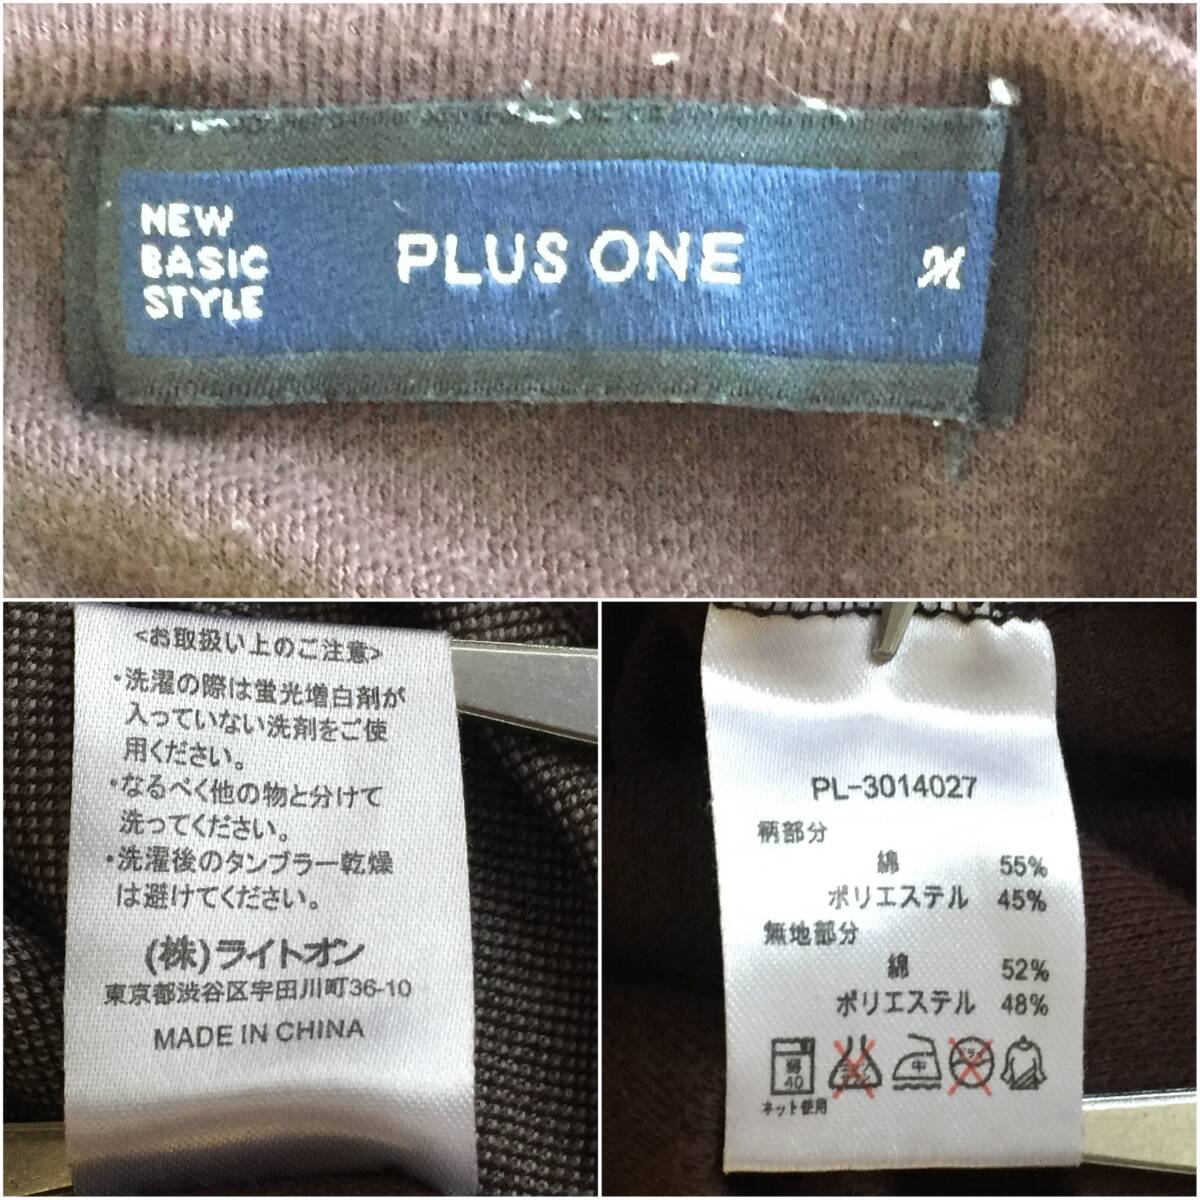 NEW
BASIC
STYLE
PLUS ONE
M
<お取扱い上のご注意>
・洗濯の際は蛍光増白剤が
入っていない洗剤をご使
用ください。
・なるべく他の物と分けて
洗ってください。
・洗濯後のタンブラー乾燥
は避けてください。
(株)ライトオン
東京都渋谷区宇田川町36-10
MADE IN CHINA
PL-3014027
柄部分
綿 55%
ポリエステル 45%
無地部分
綿 52%
ポリエステル 48%
弱
40
中
ネット使用